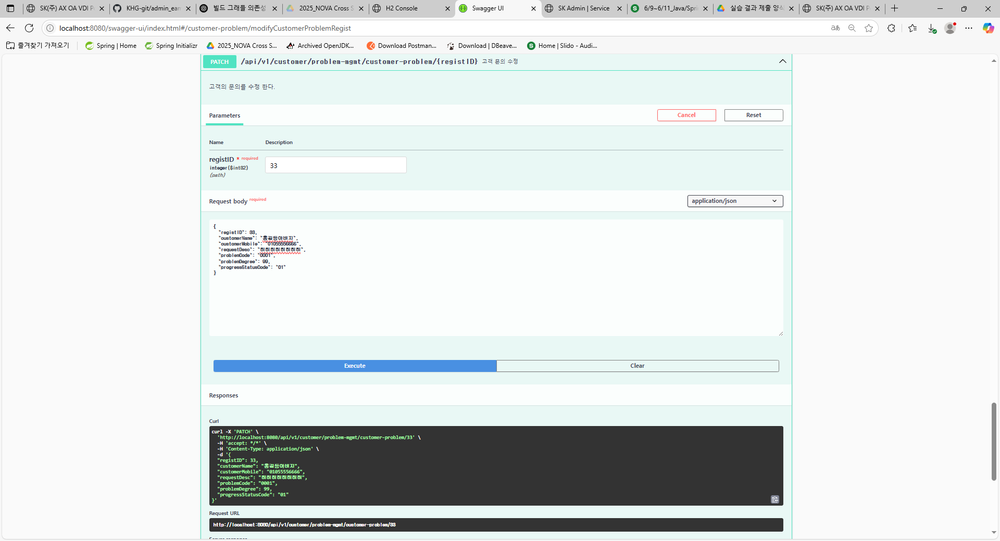 SK(주) AX OA VDI P
KHG-git/admin_eam
빌드 그래들 의존성
2025_NOVA Cross S
H2 Console
Swagger UI
SK Admin | Service
6/9~6/11_Java/Spri
실습 결과 제출 양식
SK(주) AX OA VDI P
localhost:8080/swagger-ui/index.html#/customer-problem/modifyCustomerProblemRegist
즐겨찾기 가져오기
Spring | Home
Spring Initializr
2025_NOVA Cross S...
Archived OpenJDK...
Download Postman...
Download | DBeave...
Home | Slido - Audi...
PATCH /api/v1/customer/problem-mgmt/customer-problem/{registID} 고객 문의 수정
고객의 문의를 수정 한다.
Parameters
Cancel
Reset
Name Description
registID * required
integer($int32)
(path)
33
Request body required
application/json
{
"registID": 33,
"customerName": "홍길동아버지",
"customerMobile": "01055556666",
"requestDesc": "히히히히히히히히",
"problemCode": "0001",
"problemDegree": 99,
"progressStatusCode": "01"
}
Execute
Clear
Responses
Curl
curl -X 'PATCH' \
'http://localhost:8080/api/v1/customer/problem-mgmt/customer-problem/33' \
-H 'accept: */*' \
-H 'Content-Type: application/json' \
-d '{
"registID": 33,
"customerName": "홍길동아버지",
"customerMobile": "01055556666",
"requestDesc": "히히히히히히히히",
"problemCode": "0001",
"problemDegree": 99,
"progressStatusCode": "01"
}'
Request URL
http://localhost:8080/api/v1/customer/problem-mgmt/customer-problem/33
Server response